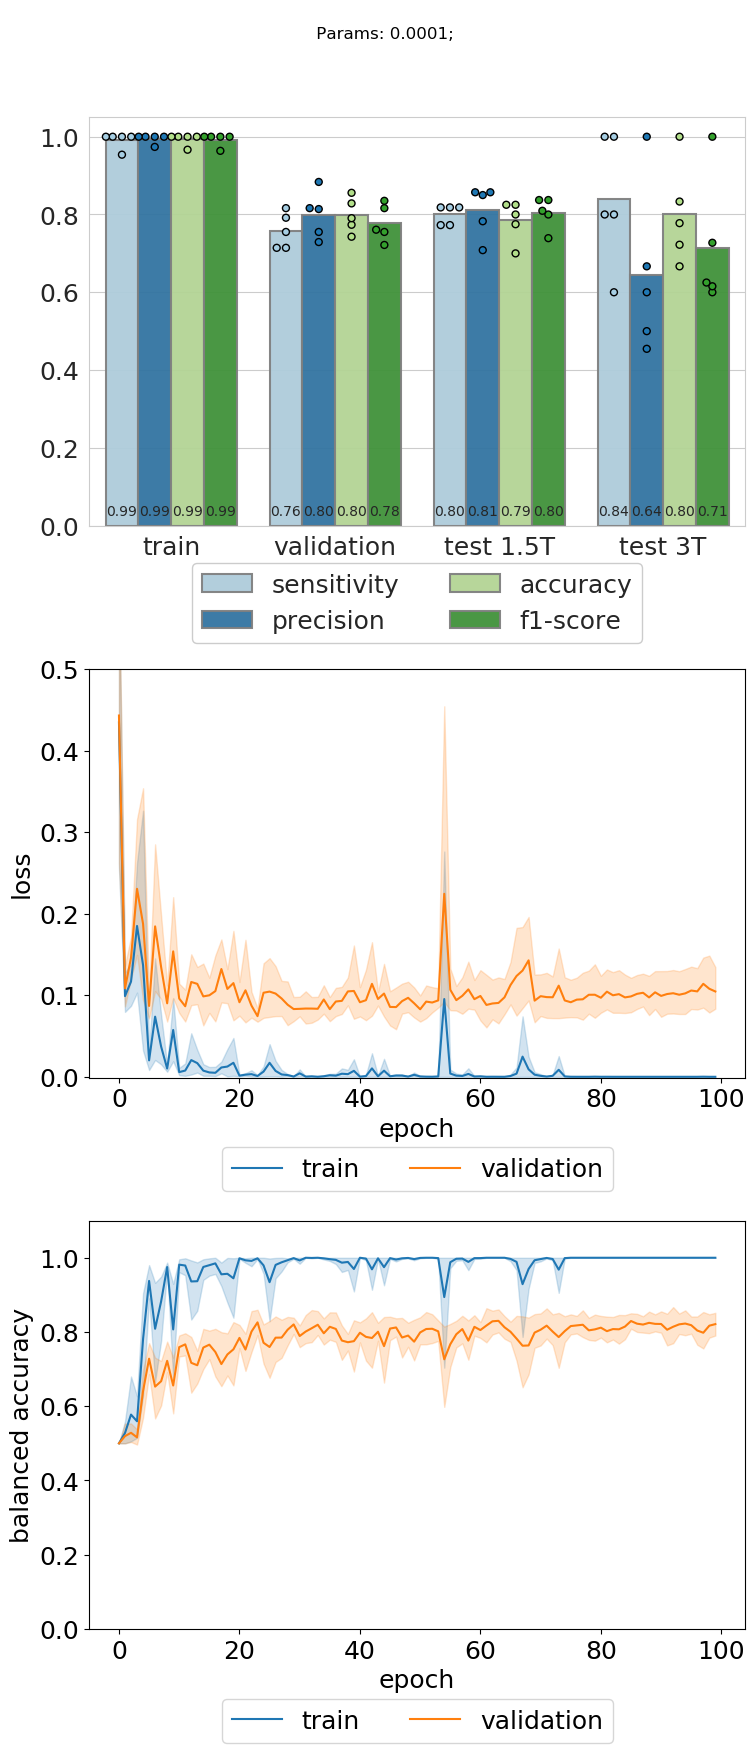 Params: 0.0001;
1.0
0.8
0.6
0.4
0.2
0.0
0.99 0.99 0.99 0.99 0.76 0.80 0.80 0.78 0.80 0.81 0.79 0.80 0.84 0.64 0.80 0.71
train validation test 1.5T test 3T
sensitivity accuracy
precision f1-score
0.5
0.4
0.3
0.2
0.1
0.0
loss
0 20 40 60 80 100
epoch
train validation
1.0
0.8
0.6
0.4
0.2
0.0
balanced accuracy
0 20 40 60 80 100
epoch
train validation